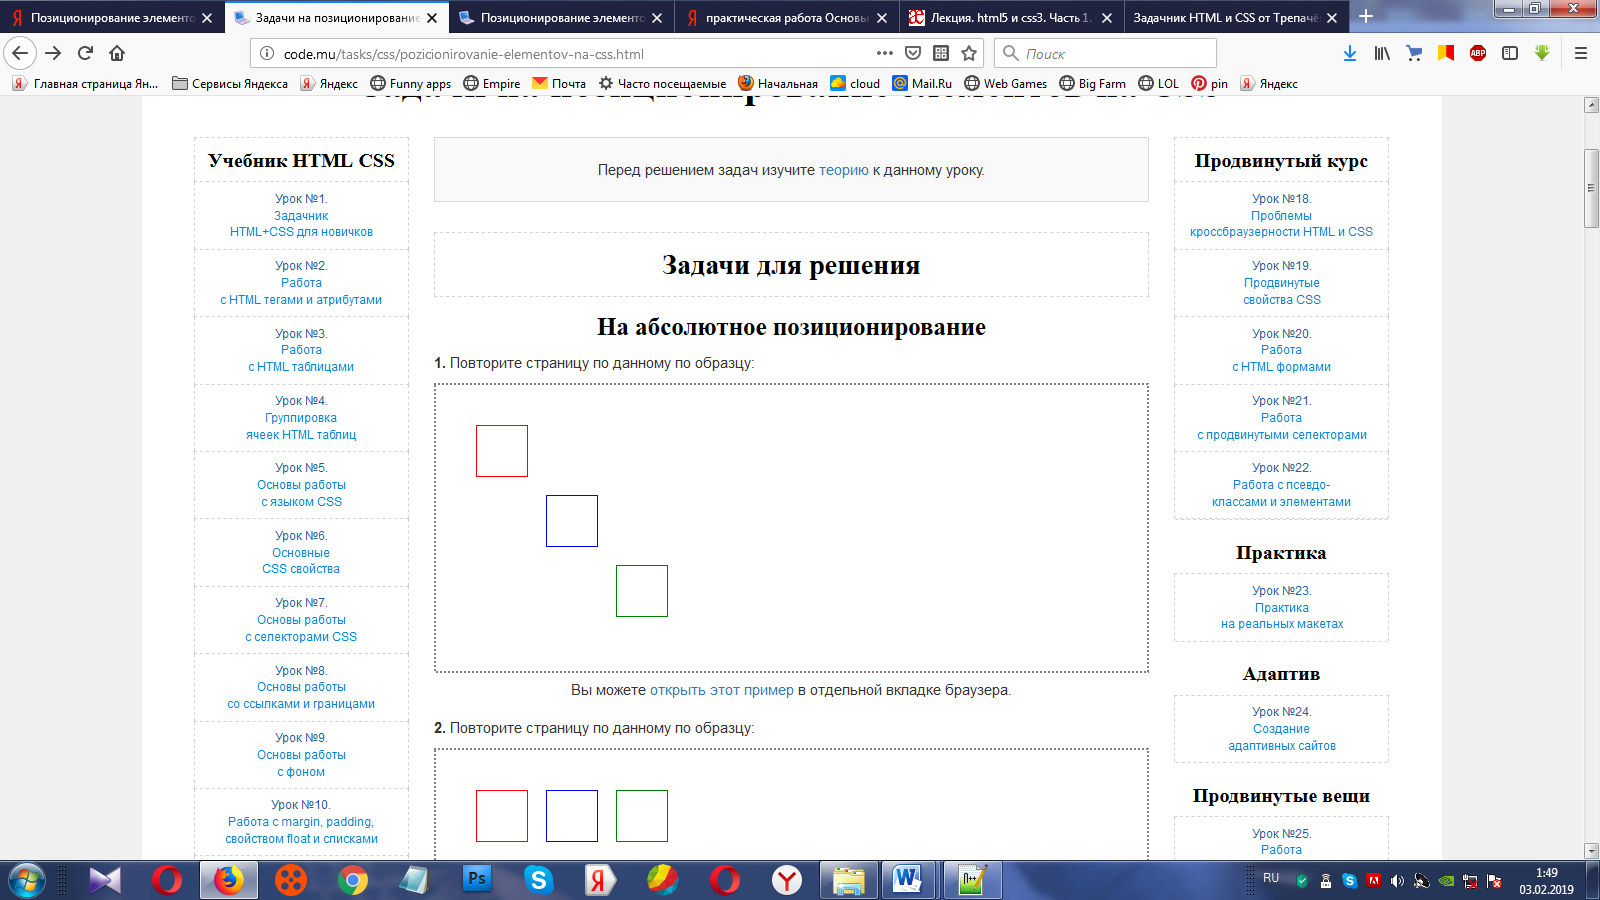 Позиционирование элементо
Задачи на позиционирование
Позиционирование элементо
практическая работа Основы
Лекция. html5 и css3. Часть 1.
Задачник HTML и CSS от Трепачё
code.mu/tasks/css/pozicionirovanie-elementov-na-css.html
Поиск
ABP
Главная страница Ян...
Сервисы Яндекса
Яндекс
Funny apps
Empire
Почта
Часто посещаемые
Начальная
cloud
Mail.Ru
Web Games
Big Farm
LOL
pin
Яндекс
Задачи на позиционирование элементов на CSS
Учебник HTML CSS
Урок №1.
Задачник
HTML+CSS для новичков
Урок №2.
Работа
с HTML тегами и атрибутами
Урок №3.
Работа
с HTML таблицами
Урок №4.
Группировка
ячеек HTML таблиц
Урок №5.
Основы работы
с языком CSS
Урок №6.
Основные
CSS свойства
Урок №7.
Основы работы
с селекторами CSS
Урок №8.
Основы работы
со ссылками и границами
Урок №9.
Основы работы
с фоном
Урок №10.
Работа с margin, padding,
свойством float и списками
Перед решением задач изучите теорию к данному уроку.
Задачи для решения
На абсолютное позиционирование
1. Повторите страницу по данному по образцу:
Вы можете открыть этот пример в отдельной вкладке браузера.
2. Повторите страницу по данному по образцу:
Продвинутый курс
Урок №18.
Проблемы
кроссбраузерности HTML и CSS
Урок №19.
Продвинутые
свойства CSS
Урок №20.
Работа
с HTML формами
Урок №21.
Работа
с продвинутыми селекторами
Урок №22.
Работа с псевдо-
классами и элементами
Практика
Урок №23.
Практика
на реальных макетах
Адаптив
Урок №24.
Создание
адаптивных сайтов
Продвинутые вещи
Урок №25.
Работа
RU
1:49
03.02.2019